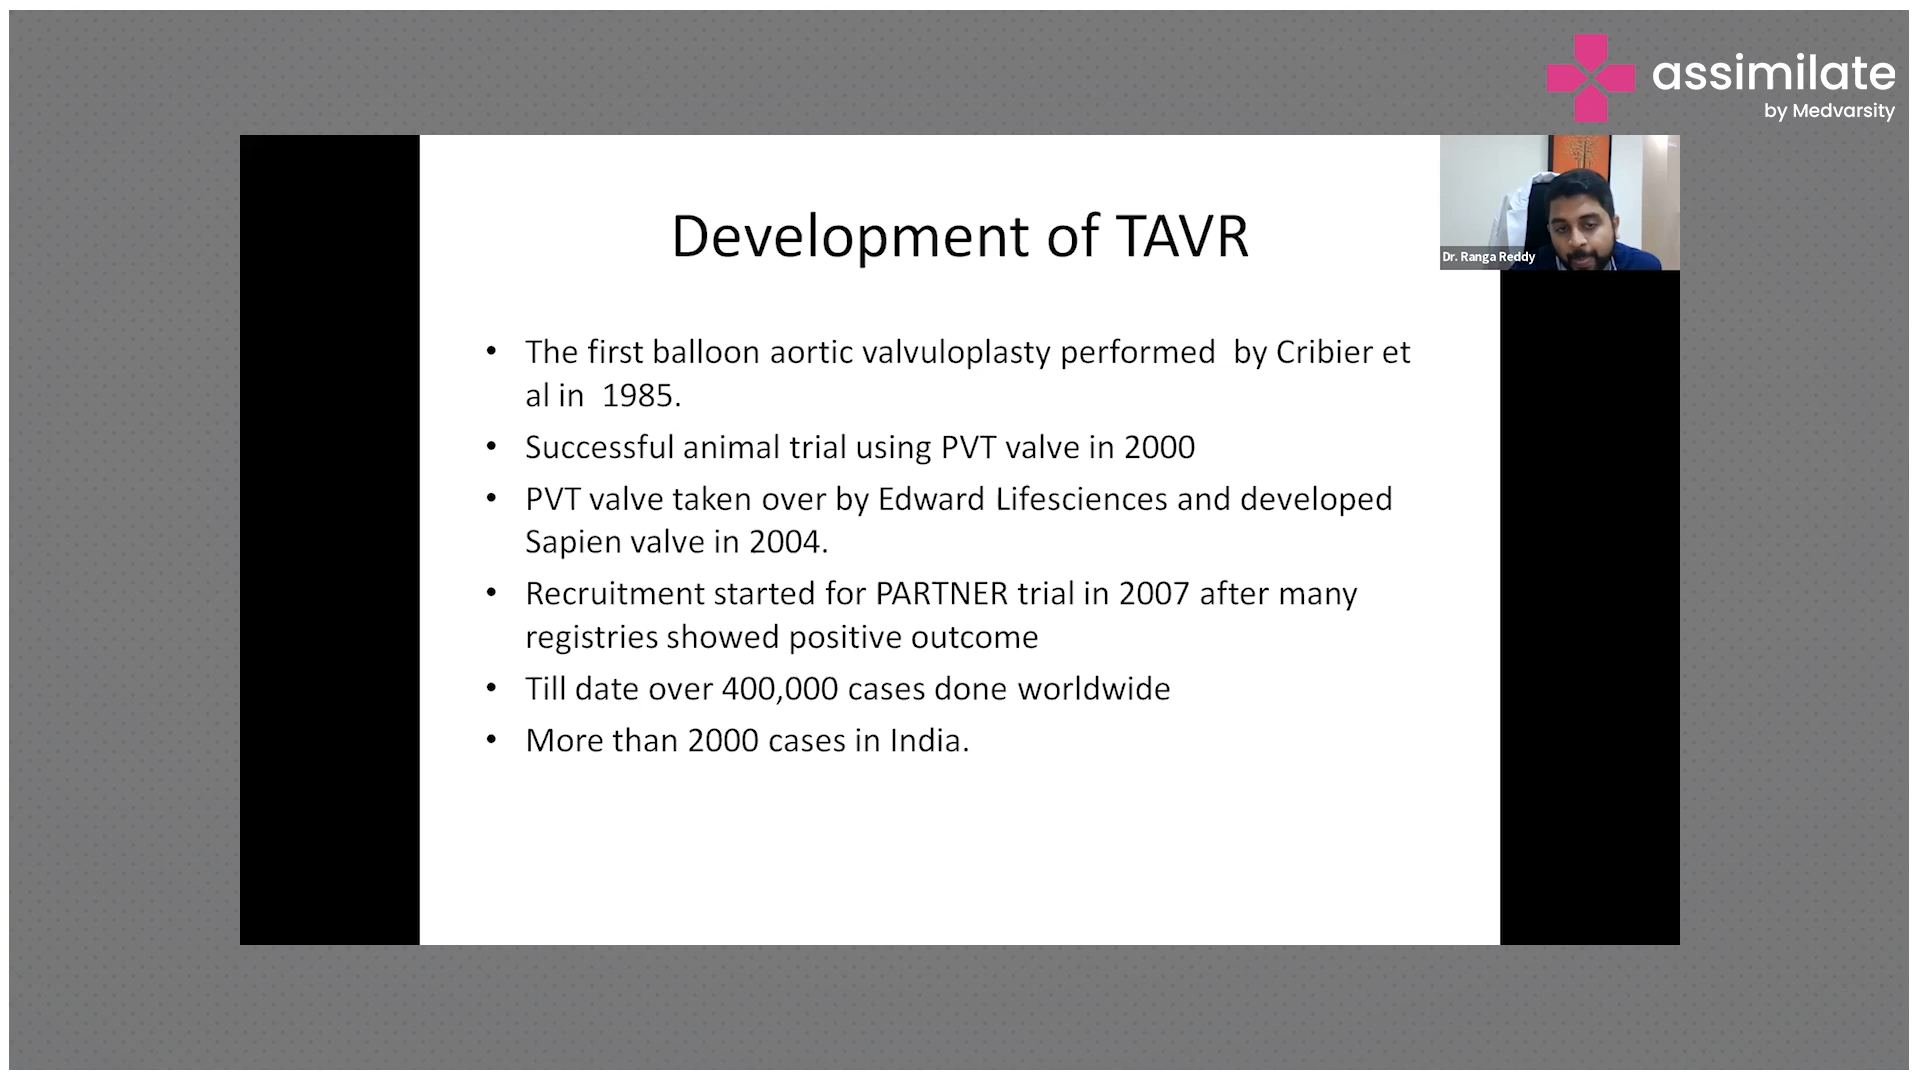 assimilate
by Medvarsity
Dr. Ranga Reddy
Development of TAVR
• The first balloon aortic valvuloplasty performed  by Cribier et
al in  1985.
• Successful animal trial using PVT valve in 2000
• PVT valve taken over by Edward Lifesciences and developed
Sapien valve in 2004.
• Recruitment started for PARTNER trial in 2007 after many
registries showed positive outcome
• Till date over 400,000 cases done worldwide
• More than 2000 cases in India.